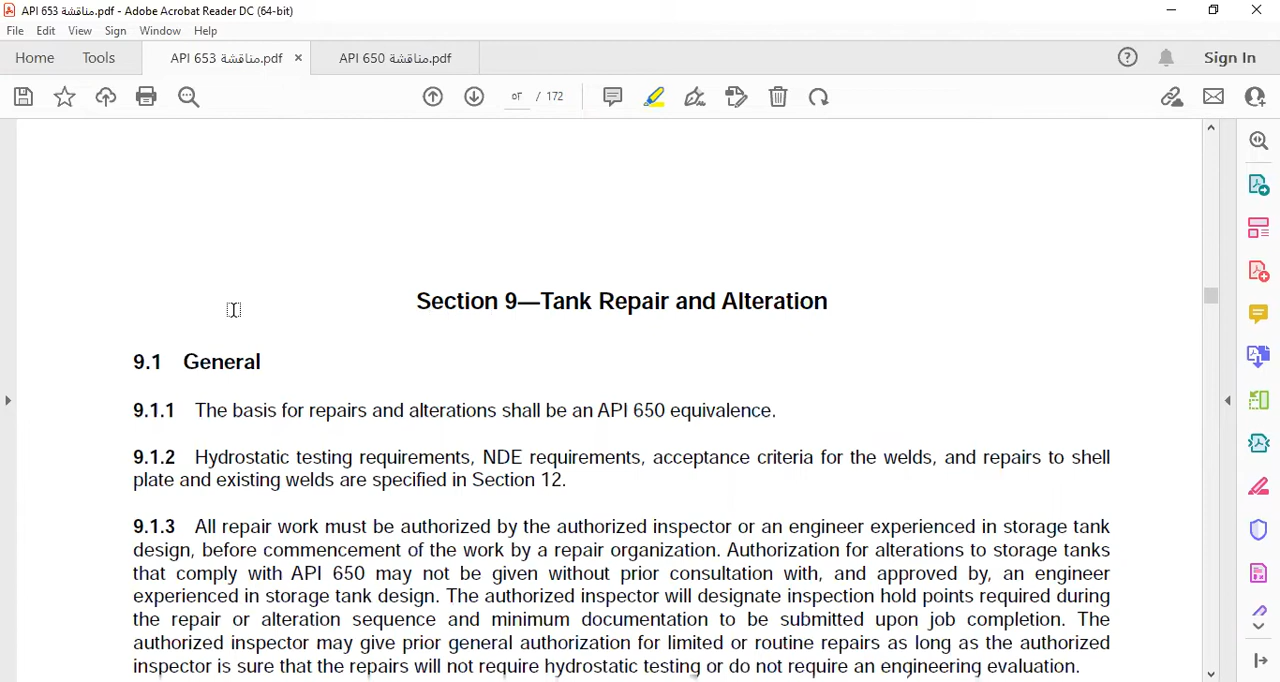 API 653 مناقشة.pdf - Adobe Acrobat Reader DC (64-bit)
File Edit View Sign Window Help
Home Tools API 653 مناقشة.pdf × API 650 مناقشة.pdf Sign In
٥٣ / 172
Section 9—Tank Repair and Alteration
9.1 General
9.1.1 The basis for repairs and alterations shall be an API 650 equivalence.
9.1.2 Hydrostatic testing requirements, NDE requirements, acceptance criteria for the welds, and repairs to shell
plate and existing welds are specified in Section 12.
9.1.3 All repair work must be authorized by the authorized inspector or an engineer experienced in storage tank
design, before commencement of the work by a repair organization. Authorization for alterations to storage tanks
that comply with API 650 may not be given without prior consultation with, and approved by, an engineer
experienced in storage tank design. The authorized inspector will designate inspection hold points required during
the repair or alteration sequence and minimum documentation to be submitted upon job completion. The
authorized inspector may give prior general authorization for limited or routine repairs as long as the authorized
inspector is sure that the repairs will not require hydrostatic testing or do not require an engineering evaluation.